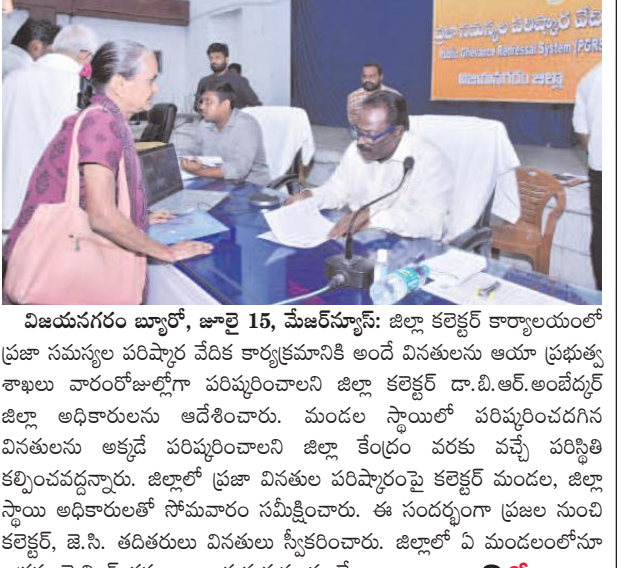 ప్రజా సమస్యల పరిష్కార వేదిక
Public Grievance Redressal System (PGRS
విజయనగరం జిల్లా
విజయనగరం బ్యూరో, జూలై 15, మేజర్‌న్యూస్: జిల్లా కలెక్టర్ కార్యాలయంలో
ప్రజా సమస్యల పరిష్కార వేదిక కార్యక్రమానికి అందే వినతులను ఆయా ప్రభుత్వ
శాఖలు వారంరోజుల్లోగా పరిష్కరించాలని జిల్లా కలెక్టర్ డా.బి.ఆర్.అంబేద్కర్
జిల్లా అధికారులను ఆదేశించారు. మండల స్థాయిలో పరిష్కరించదగిన
వినతులను అక్కడే పరిష్కరించాలని జిల్లా కేంద్రం వరకు వచ్చే పరిస్థితి
కల్పించవద్దన్నారు. జిల్లాలో ప్రజా వినతుల పరిష్కారంపై కలెక్టర్ మండల, జిల్లా
స్థాయి అధికారులతో సోమవారం సమీక్షించారు. ఈ సందర్భంగా ప్రజల నుంచి
కలెక్టర్, జె.సి. తదితరులు వినతులు స్వీకరించారు. జిల్లాలో ఏ మండలంలోనూ